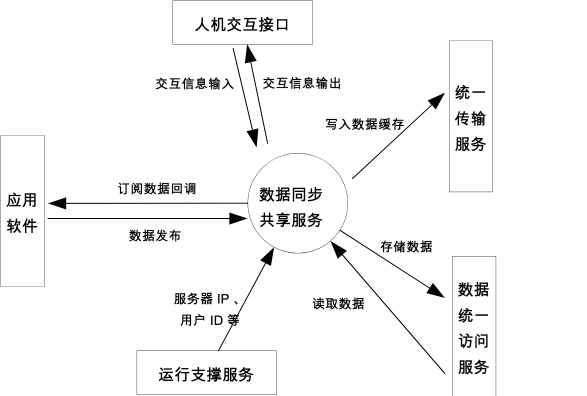 人机交互接口
交互信息输入
交互信息输出
统一
传输
服务
写入数据缓存
应用
软件
订阅数据回调
数据发布
数据同步
共享服务
存储数据
读取数据
服务器 IP 、
用户 ID 等
数据
统一
访问
服务
运行支撑服务